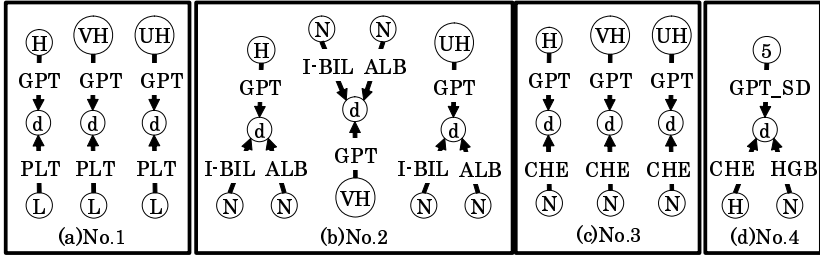 H VH UH
GPT GPT GPT
d d d
PLT PLT PLT
L L L
(a)No.1
N N
H UH
I-BIL ALB
GPT GPT
d
d d
GPT
I-BIL ALB I-BIL ALB
VH
N N N N
(b)No.2
H VH UH
GPT GPT GPT
d d d
CHE CHE CHE
N N N
(c)No.3
5
GPT_SD
d
CHE HGB
H N
(d)No.4